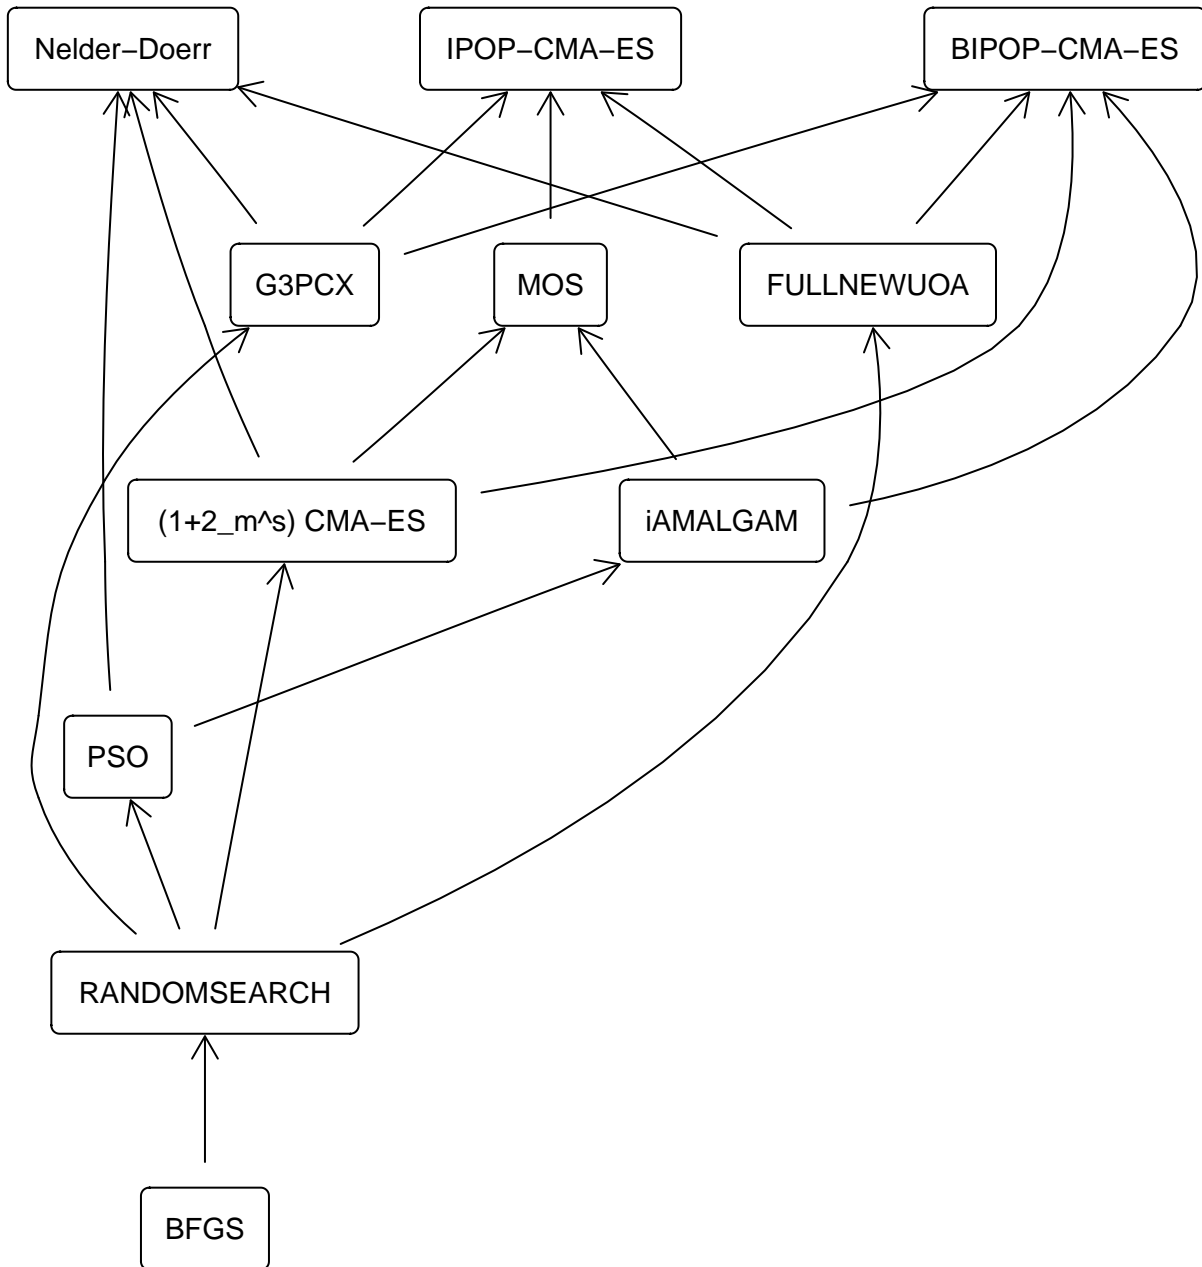 Nelder–Doerr
IPOP–CMA–ES
BIPOP–CMA–ES
G3PCX
MOS
FULLNEWUOA
(1+2_m^s) CMA–ES
iAMALGAM
PSO
RANDOMSEARCH
BFGS